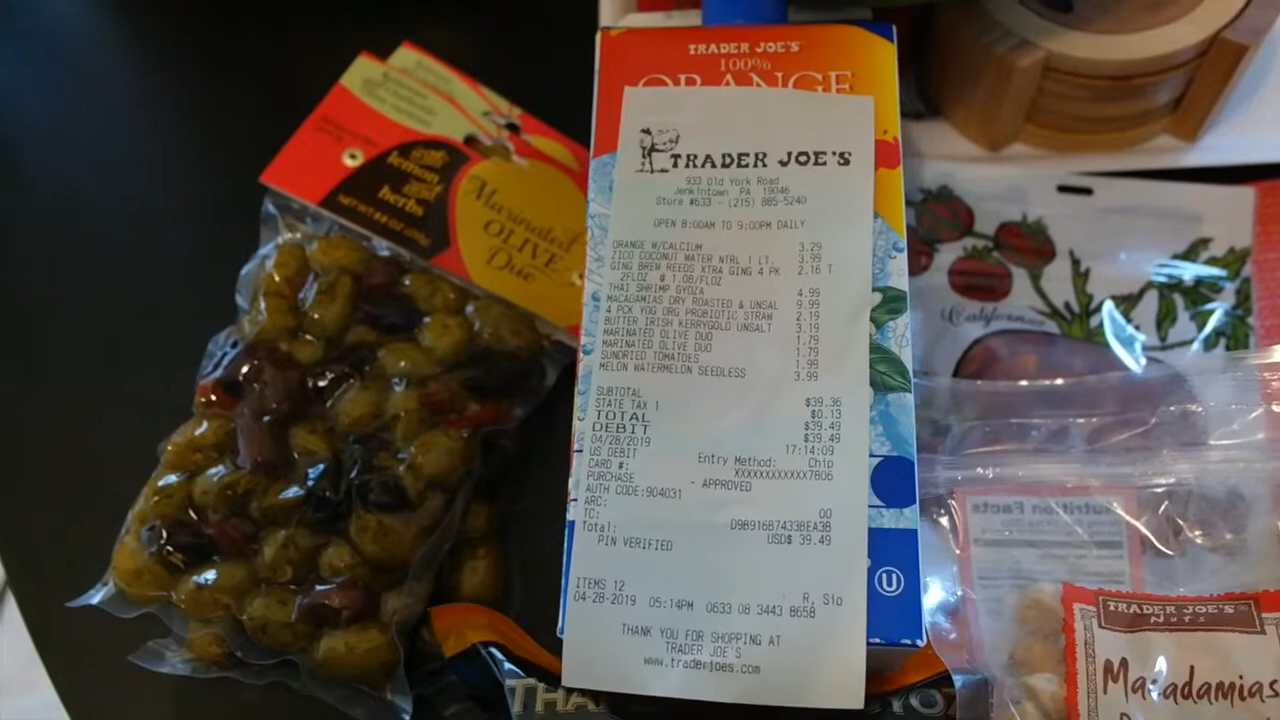 TRADER JOE'S
100%
ORANGE
with
lemon
and
herbs
Marinated
OLIVE
Duo
TRADER JOE'S
933 Old York Road
Jenkintown PA 19046
Store #633 - (215) 885-5240
OPEN 8:00AM TO 9:00PM DAILY
ORANGE W/CALCIUM 3.29
ZICO COCONUT WATER NTRL 1 LT. 3.99
GING BREW REEDS XTRA GING 4 PK 2.16 T
2FLOZ @ 1.08/FLOZ
THAI SHRIMP GYOZA 4.99
MACADAMIAS DRY ROASTED & UNSAL 9.99
4 PCK YOG ORG PROBIOTIC STRAW 2.19
BUTTER IRISH KERRYGOLD UNSALT 3.19
MARINATED OLIVE DUO 1.79
MARINATED OLIVE DUO 1.79
SUNDRIED TOMATOES 1.99
MELON WATERMELON SEEDLESS 3.99
SUBTOTAL $39.36
STATE TAX 1 $0.13
TOTAL $39.49
DEBIT $39.49
04/28/2019 17:14:09
US DEBIT Entry Method: Chip
CARD #: XXXXXXXXXXXX7806
PURCHASE - APPROVED
AUTH CODE:904031
ARC: 00
TC: D9B916B74338EA3B
Total: USD$ 39.49
PIN VERIFIED
ITEMS 12 R, Sio
04-28-2019 05:14PM 0633 08 3443 8658
THANK YOU FOR SHOPPING AT
TRADER JOE'S
www.traderjoes.com
California
Nutrition Facts
U
TRADER JOE'S
NUTS
Macadamias
THA
YOZ